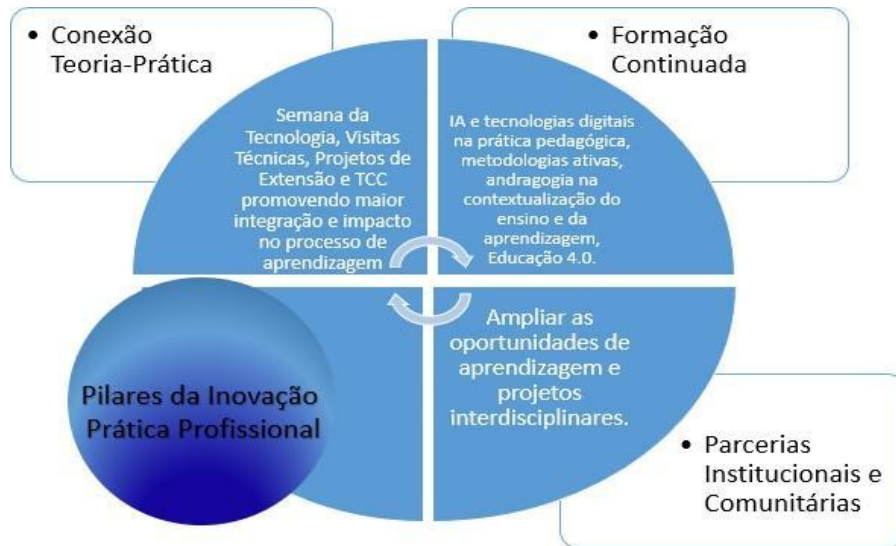 • Conexão
Teoria-Prática
• Formação
Continuada
Semana da
Tecnologia, Visitas
Técnicas, Projetos de
Extensão e TCC
promovendo maior
integração e impacto
no processo de
aprendizagem
IA e tecnologias digitais
na prática pedagógica,
metodologias ativas,
andragogia na
contextualização do
ensino e da
aprendizagem,
Educação 4.0.
Pilares da Inovação
Prática Profissional
Ampliar as
oportunidades de
aprendizagem e
projetos
interdisciplinares.
• Parcerias
Institucionais e
Comunitárias